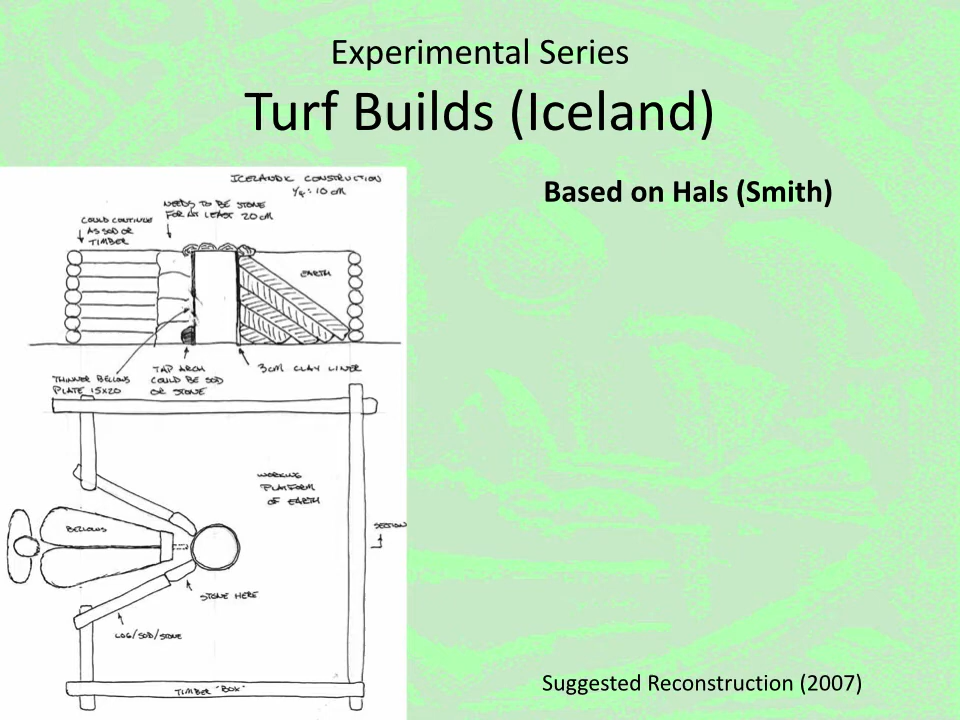 Experimental Series
Turf Builds (Iceland)
Based on Hals (Smith)
ICELANDIC CONSTRUCTION
1/4" : 10 CM
NEEDS TO BE STONE
FOR AT LEAST 20 CM
COULD CONTINUE
AS SOD OR
TIMBER
EARTH
THINNER BELLOWS
PLATE 15X20
TAP ARCH
COULD BE SOD
OR STONE
3CM CLAY LINER
WORKING
PLATFORM
OF EARTH
BELLOWS
SECTION
STONE HERE
LOG/SOD/STONE
TIMBER "BOX"
Suggested Reconstruction (2007)